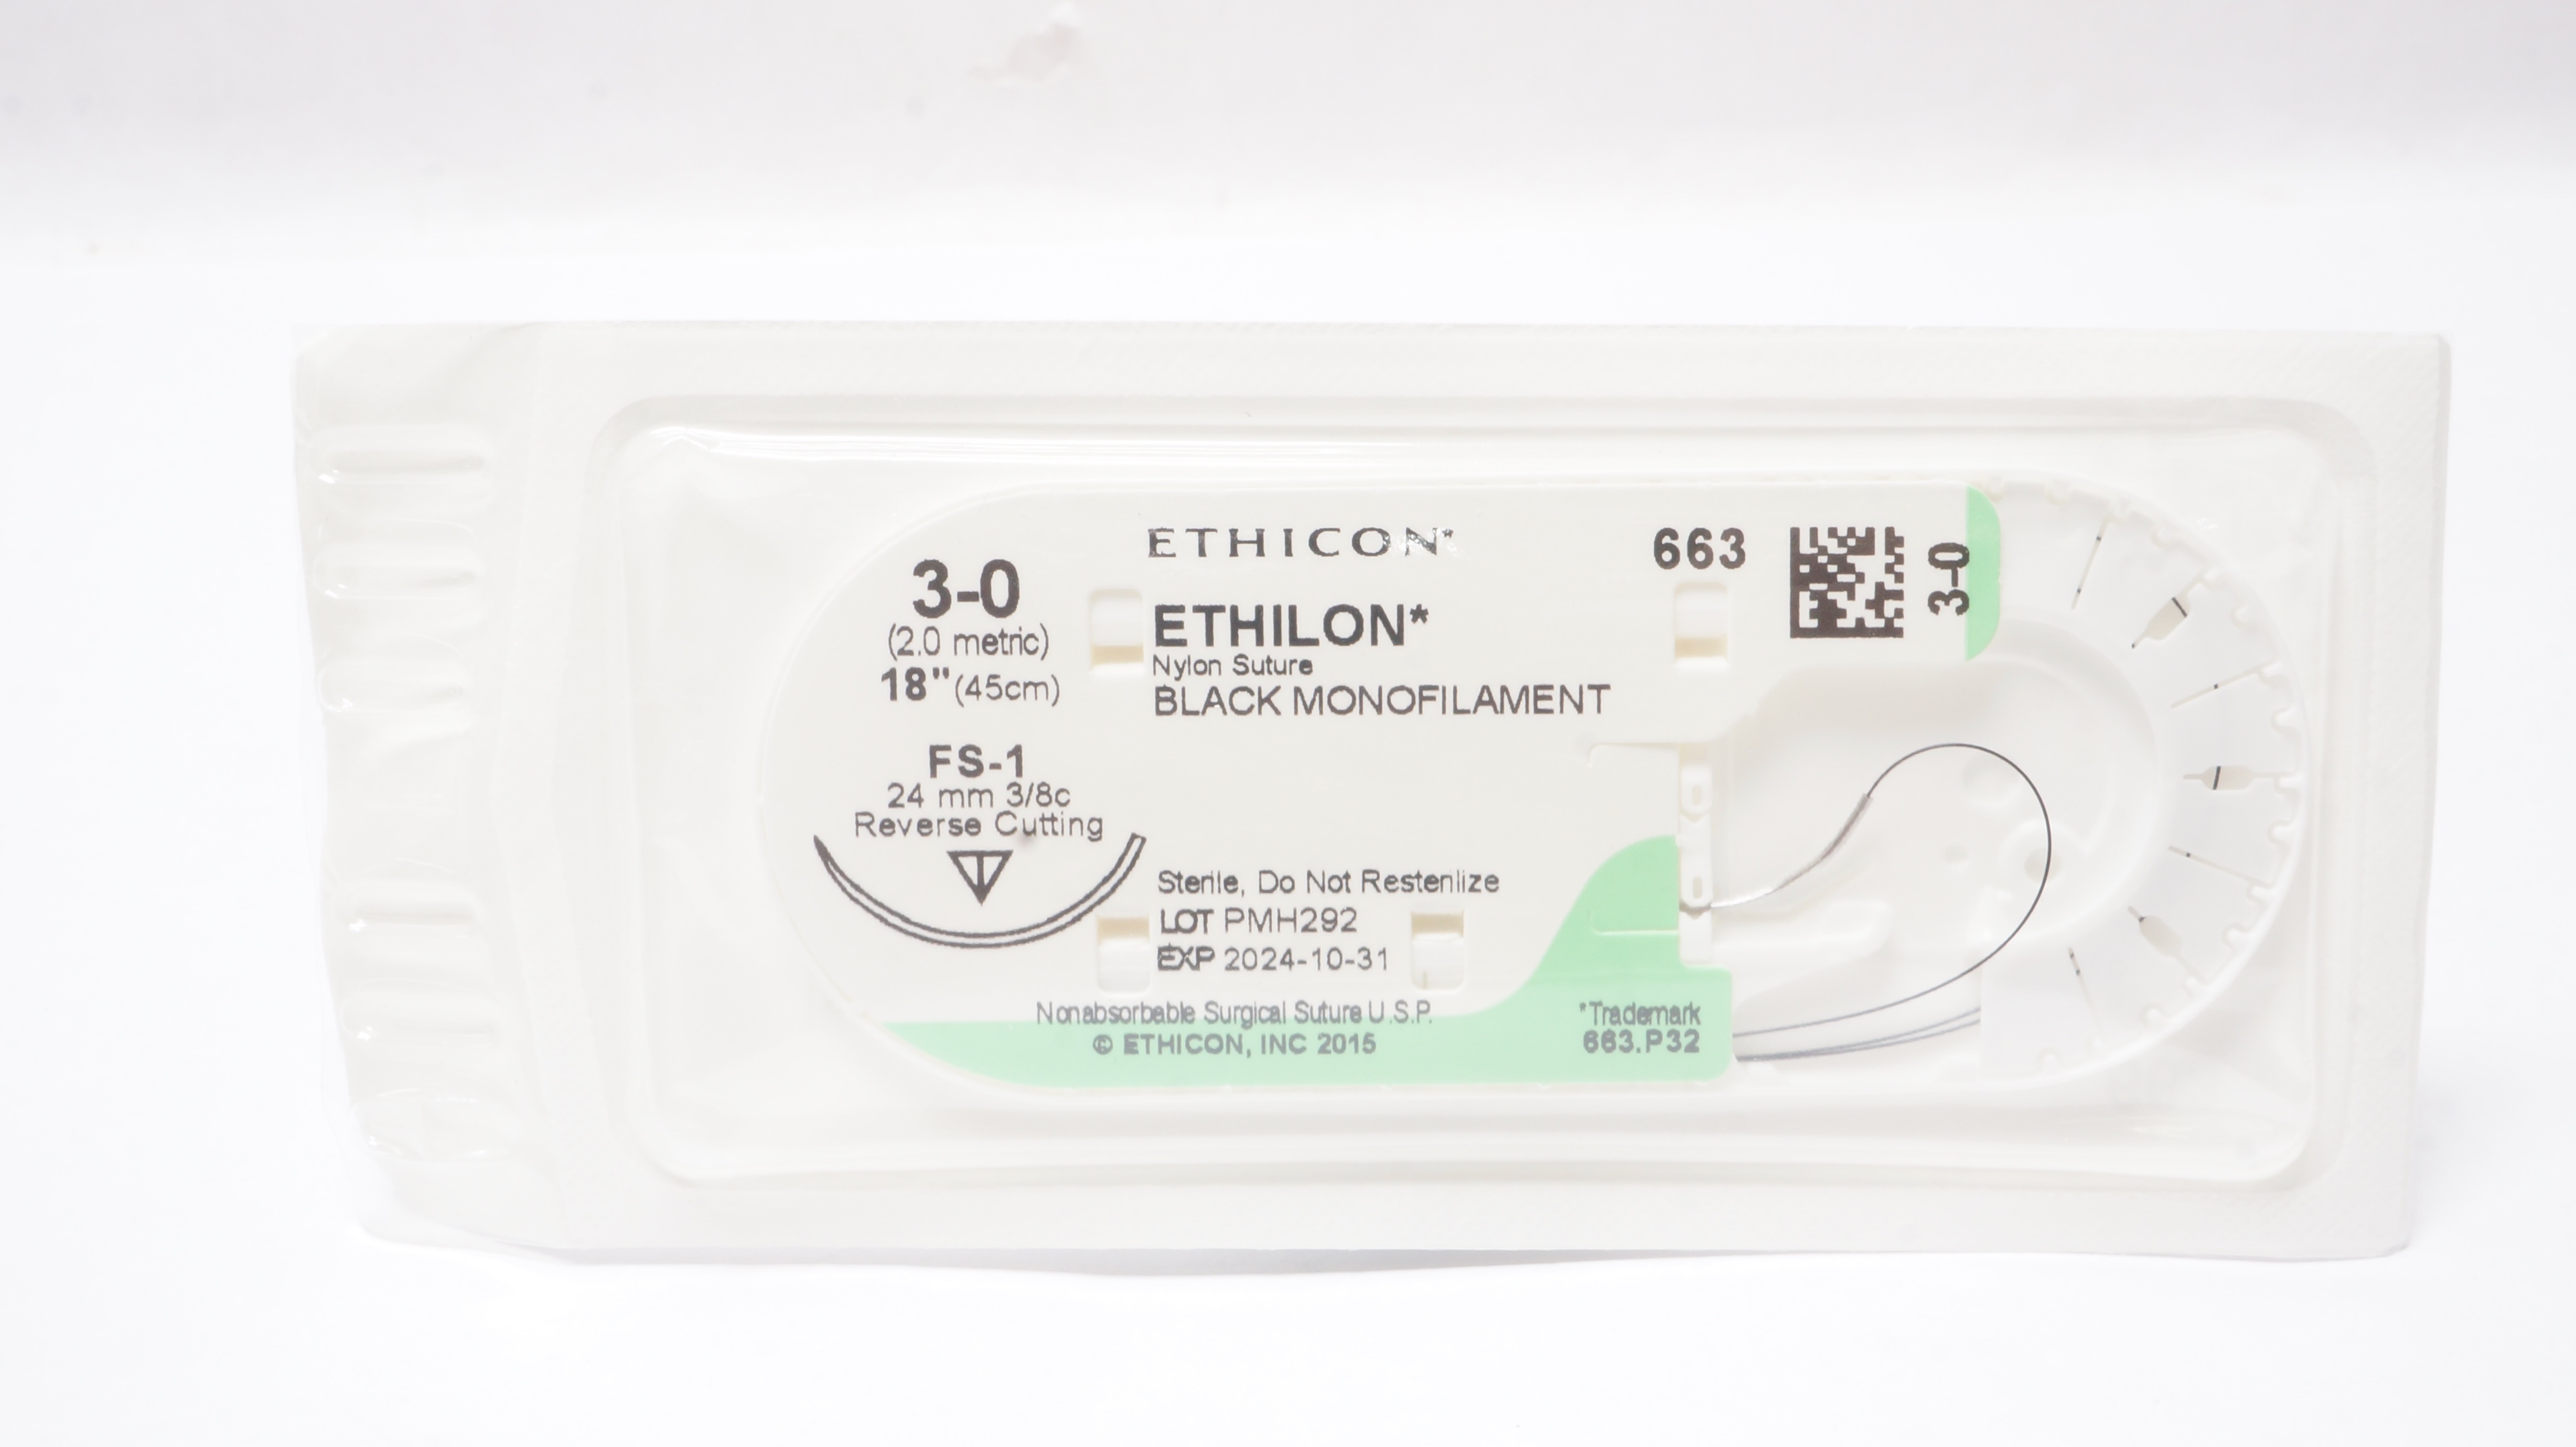 ETHICON*
663
3-0
3-0
(2.0 metric)
18" (45cm)
ETHILON*
Nylon Suture
BLACK MONOFILAMENT
FS-1
24 mm 3/8c
Reverse Cutting
Sterile, Do Not Resterilize
LOT PMH292
EXP 2024-10-31
Nonabsorbable Surgical Suture U.S.P.
© ETHICON, INC 2015
*Trademark
663.P32